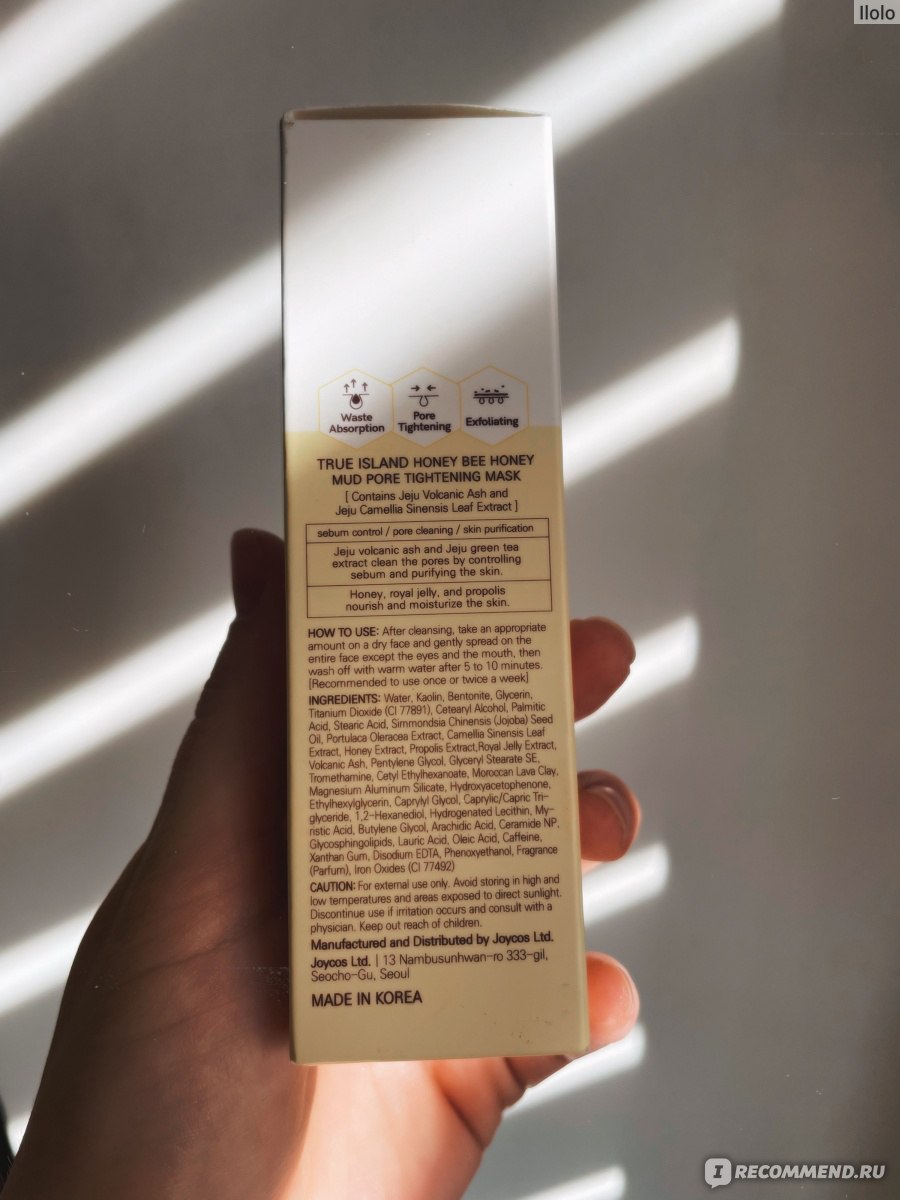 Ilolo
Waste
Absorption
Pore
Tightening
Exfoliating
TRUE ISLAND HONEY BEE HONEY
MUD PORE TIGHTENING MASK
[ Contains Jeju Volcanic Ash and
Jeju Camellia Sinensis Leaf Extract ]
sebum control / pore cleaning / skin purification
Jeju volcanic ash and Jeju green tea
extract clean the pores by controlling
sebum and purifying the skin.
Honey, royal jelly, and propolis
nourish and moisturize the skin.
HOW TO USE: After cleansing, take an appropriate
amount on a dry face and gently spread on the
entire face except the eyes and the mouth, then
wash off with warm water after 5 to 10 minutes.
[Recommended to use once or twice a week]
INGREDIENTS: Water, Kaolin, Bentonite, Glycerin,
Titanium Dioxide (CI 77891), Cetearyl Alcohol, Palmitic
Acid, Stearic Acid, Simmondsia Chinensis (Jojoba) Seed
Oil, Portulaca Oleracea Extract, Camellia Sinensis Leaf
Extract, Honey Extract, Propolis Extract,Royal Jelly Extract,
Volcanic Ash, Pentylene Glycol, Glyceryl Stearate SE,
Tromethamine, Cetyl Ethylhexanoate, Moroccan Lava Clay,
Magnesium Aluminum Silicate, Hydroxyacetophenone,
Ethylhexylglycerin, Caprylyl Glycol, Caprylic/Capric Tri-
glyceride, 1,2-Hexanediol, Hydrogenated Lecithin, My-
ristic Acid, Butylene Glycol, Arachidic Acid, Ceramide NP,
Glycosphingolipids, Lauric Acid, Oleic Acid, Caffeine,
Xanthan Gum, Disodium EDTA, Phenoxyethanol, Fragrance
(Parfum), Iron Oxides (CI 77492)
CAUTION: For external use only. Avoid storing in high and
low temperatures and areas exposed to direct sunlight.
Discontinue use if irritation occurs and consult with a
physician. Keep out reach of children.
Manufactured and Distributed by Joycos Ltd.
Joycos Ltd. | 13 Nambusunhwan-ro 333-gil,
Seocho-Gu, Seoul
MADE IN KOREA
IRECOMMEND.RU